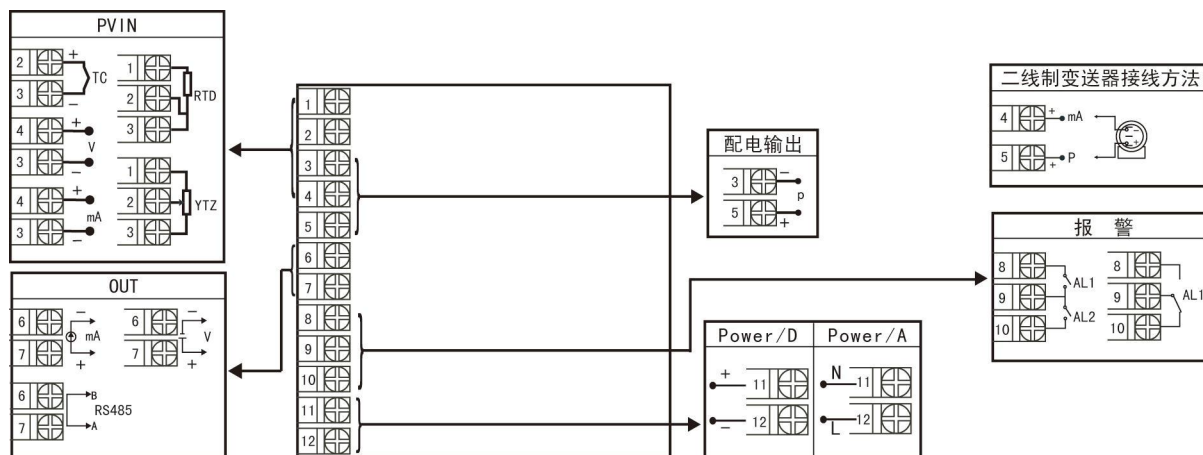 PVIN
2 + TC
3 −
4 + V
3 −
4 + mA
3 −
1 RTD
2
3
1
2 YTZ
3
OUT
6 − mA
7 +
6 − V
7 +
6 B RS485
7 A
1
2
3
4
5
6
7
8
9
10
11
12
配电输出
3 − p
5 +
Power/D
+ 11
− 12
Power/A
N 11
L 12
二线制变送器接线方法
4 + mA − −
5 + P +
报 警
8 AL1
9 AL2
10
8
9 AL1
10